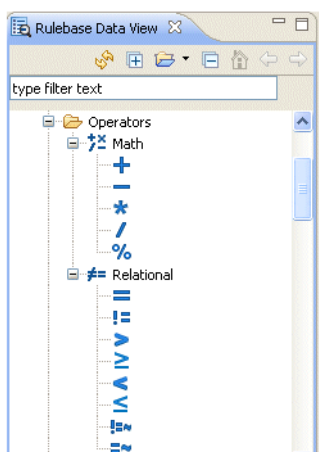 Rulebase Data View
type filter text
Operators
Math
+
−
*
/
%
≠= Relational
=
!=
>
≥
<
≤
!=~
=~